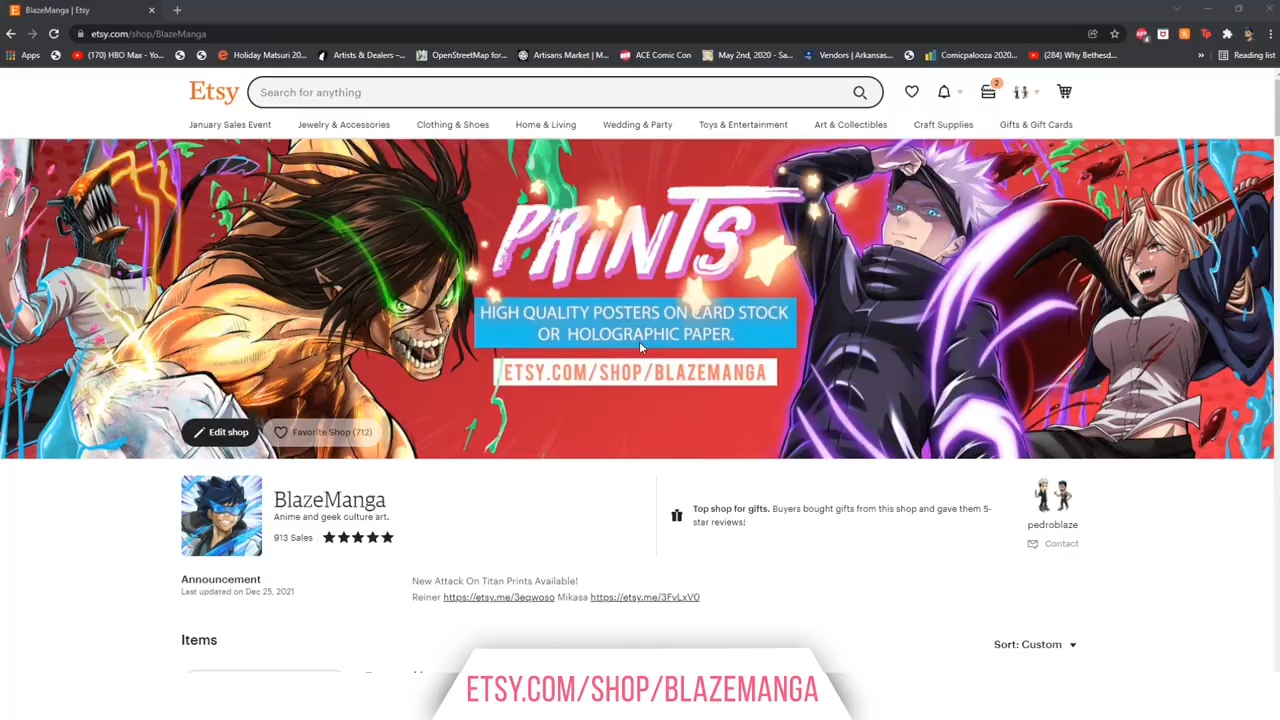 BlazeManga | Etsy
etsy.com/shop/BlazeManga
Apps
(170) HBO Max - Yo...
Holiday Matsuri 20...
Artists & Dealers –...
OpenStreetMap for...
Artisans Market | M...
ACE Comic Con
May 2nd, 2020 - Sa...
Vendors | Arkansas...
Comicpalooza 2020...
(284) Why Bethesd...
Reading list
Etsy
Search for anything
2
January Sales Event
Jewelry & Accessories
Clothing & Shoes
Home & Living
Wedding & Party
Toys & Entertainment
Art & Collectibles
Craft Supplies
Gifts & Gift Cards
PRINTS
HIGH QUALITY POSTERS ON CARD STOCK
OR HOLOGRAPHIC PAPER.
ETSY.COM/SHOP/BLAZEMANGA
Edit shop
Favorite Shop (712)
BlazeManga
Anime and geek culture art.
913 Sales
Top shop for gifts. Buyers bought gifts from this shop and gave them 5-
star reviews!
pedroblaze
Contact
Announcement
Last updated on Dec 25, 2021
New Attack On Titan Prints Available!
Reiner https://etsy.me/3eqwoso Mikasa https://etsy.me/3FvLxV0
Items
Sort: Custom
ETSY.COM/SHOP/BLAZEMANGA